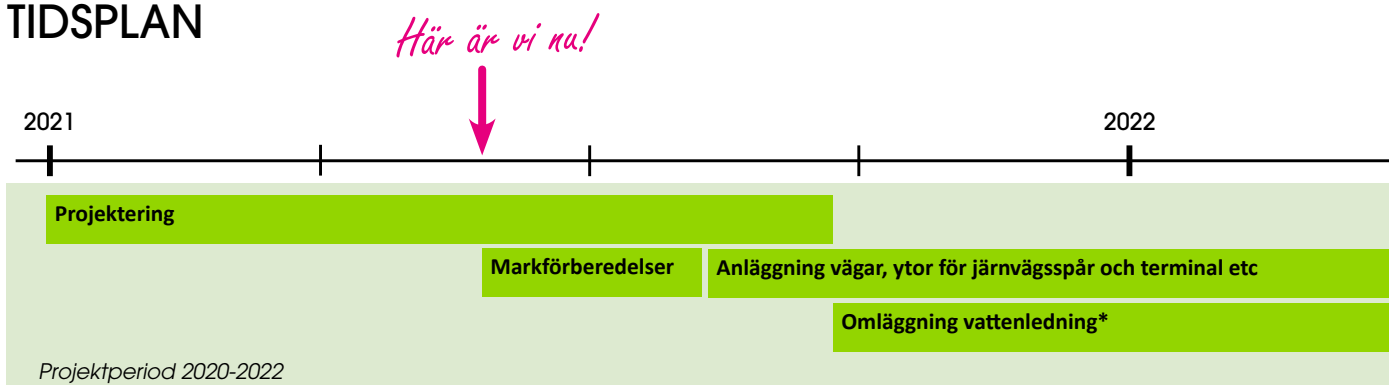 TIDSPLAN
Här är vi nu!
2021
2022
Projektering
Markförberedelser
Anläggning vägar, ytor för järnvägsspår och terminal etc
Omläggning vattenledning*
Projektperiod 2020-2022